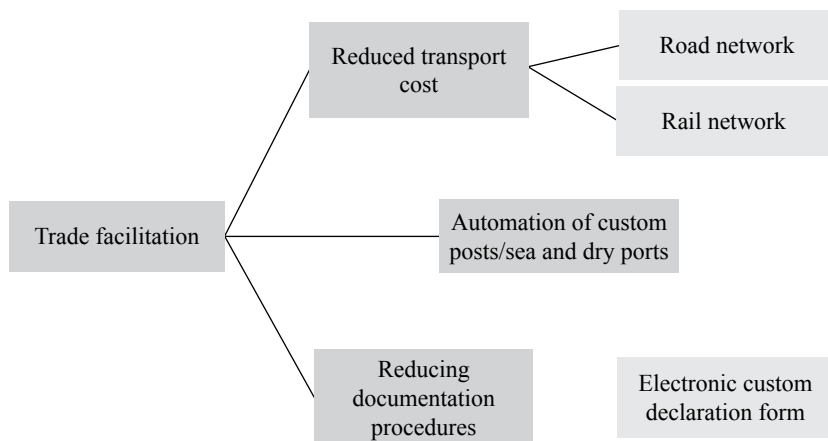 Reduced transport
cost
Road network
Rail network
Trade facilitation
Automation of custom
posts/sea and dry ports
Reducing
documentation
procedures
Electronic custom
declaration form